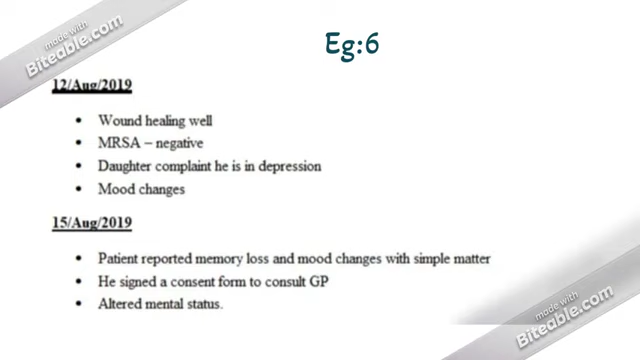 made with
Biteable.com
Eg:6
12/Aug/2019
• Wound healing well
• MRSA – negative
• Daughter complaint he is in depression
• Mood changes
15/Aug/2019
• Patient reported memory loss and mood changes with simple matter
• He signed a consent form to consult GP
• Altered mental status.
made with
Biteable.com